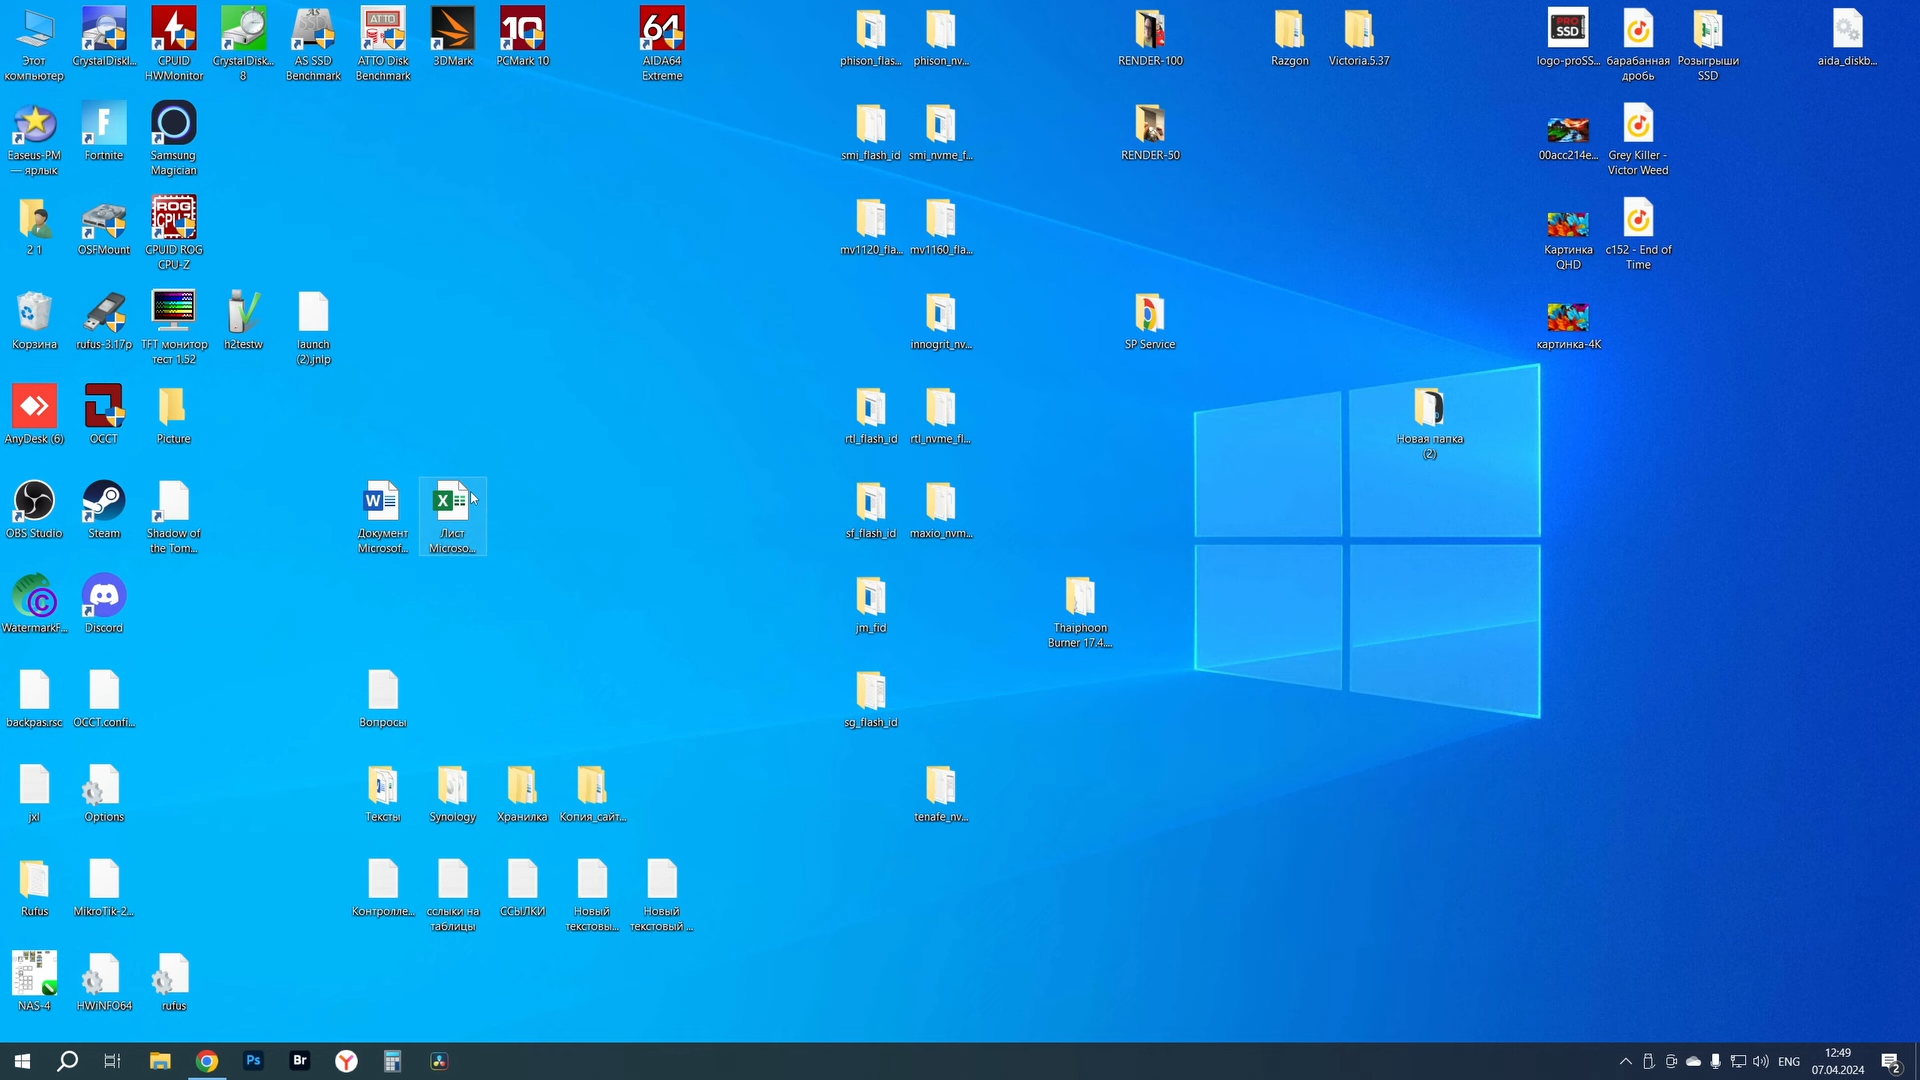 Этот компьютер
CrystalDiskI...
CPUID HWMonitor
CrystalDisk... 8
AS SSD Benchmark
ATTO Disk Benchmark
3DMark
PCMark 10
AIDA64 Extreme
phison_flas...
phison_nv...
RENDER-100
Razgon
Victoria.5.37
logo-proSS...
барабанная дробь
Розыгрыши SSD
aida_diskb...
Easeus-PM — ярлык
Fortnite
Samsung Magician
smi_flash_id
smi_nvme_f...
RENDER-50
00acc214e...
Grey Killer - Victor Weed
2 1
OSFMount
CPUID ROG CPU-Z
mv1120_fla...
mv1160_fla...
Картинка QHD
c152 - End of Time
Корзина
rufus-3.17p
TFT монитор тест 1.52
h2testw
launch (2).jnlp
innogrit_nv...
SP Service
картинка-4К
AnyDesk (6)
OCCT
Picture
rtl_flash_id
rtl_nvme_fl...
Новая папка (2)
OBS Studio
Steam
Shadow of the Tom...
Документ Microsof...
Лист Microso...
sf_flash_id
maxio_nvm...
WatermarkF...
Discord
jm_fid
Thaiphoon Burner 17.4....
backpas.rsc
OCCT.confi...
Вопросы
sg_flash_id
jxl
Options
Тексты
Synology
Хранилка
Копия_сайт...
tenafe_nv...
Rufus
MikroTik-2...
Контролле...
сслыки на таблицы
ССЫЛКИ
Новый текстовы...
Новый текстовый ...
NAS-4
HWiNFO64
rufus
Ps
Br
ENG
12:49
07.04.2024
2